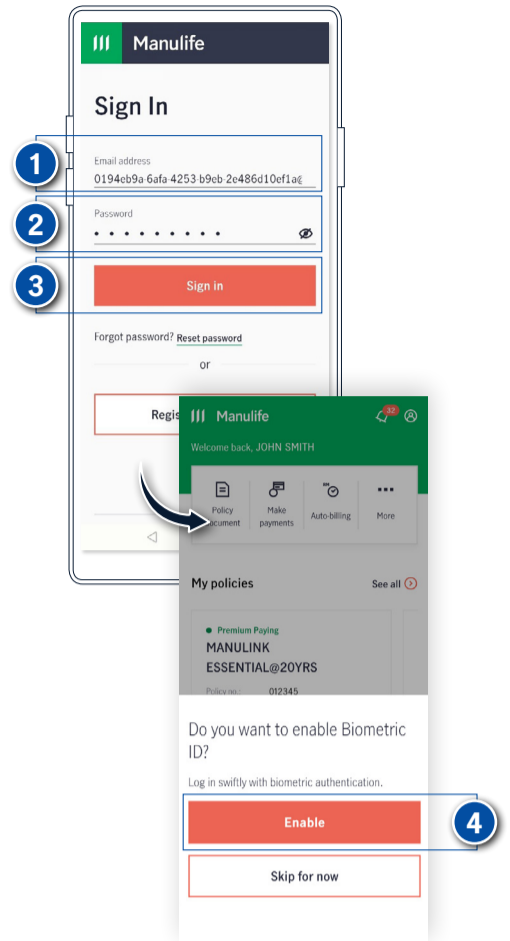 Manulife
Sign In
1
Email address
0194eb9a-6afa-4253-b9eb-2e486d10ef1a@
2
Password
3
Sign in
Forgot password? Reset password
or
Manulife
32
Welcome back, JOHN SMITH
Policy
Make
Auto-billing
More
payments
My policies
See all
Premium Paying
MANULINK
ESSENTIAL@20YRS
Policy no.:
012345
Do you want to enable Biometric
ID?
Log in swiftly with biometric authentication.
Enable
4
Skip for now